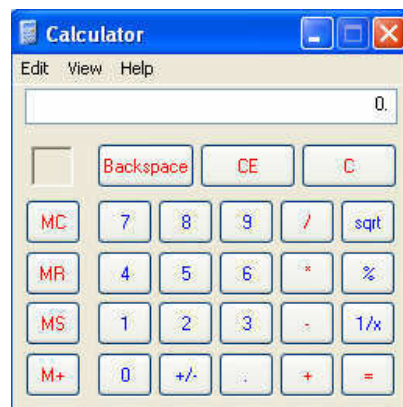 Calculator
Edit View Help
0.
Backspace CE C
MC 7 8 9 / sqrt
MR 4 5 6 * %
MS 1 2 3 - 1/x
M+ 0 +/- . + =